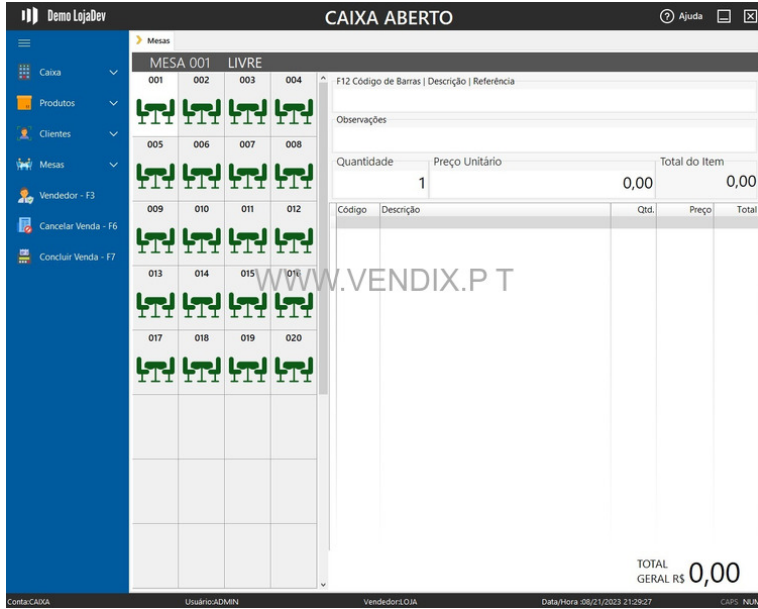 Demo LojaDev
CAIXA ABERTO
Ajuda
Mesas
Caixa
Produtos
Clientes
Mesas
Vendedor - F3
Cancelar Venda - F6
Concluir Venda - F7
MESA 001 LIVRE
001 002 003 004
005 006 007 008
009 010 011 012
013 014 015 016
017 018 019 020
F12 Código de Barras | Descrição | Referência
Observações
Quantidade Preço Unitário Total do Item
1 0,00 0,00
Código Descrição Qtd. Preço Total
WWW.VENDIX.P T
TOTAL
GERAL R$ 0,00
Conta:CAIXA Usuário:ADMIN Vendedor:LOJA Data/Hora :08/21/2023 21:29:27 CAPS NUM